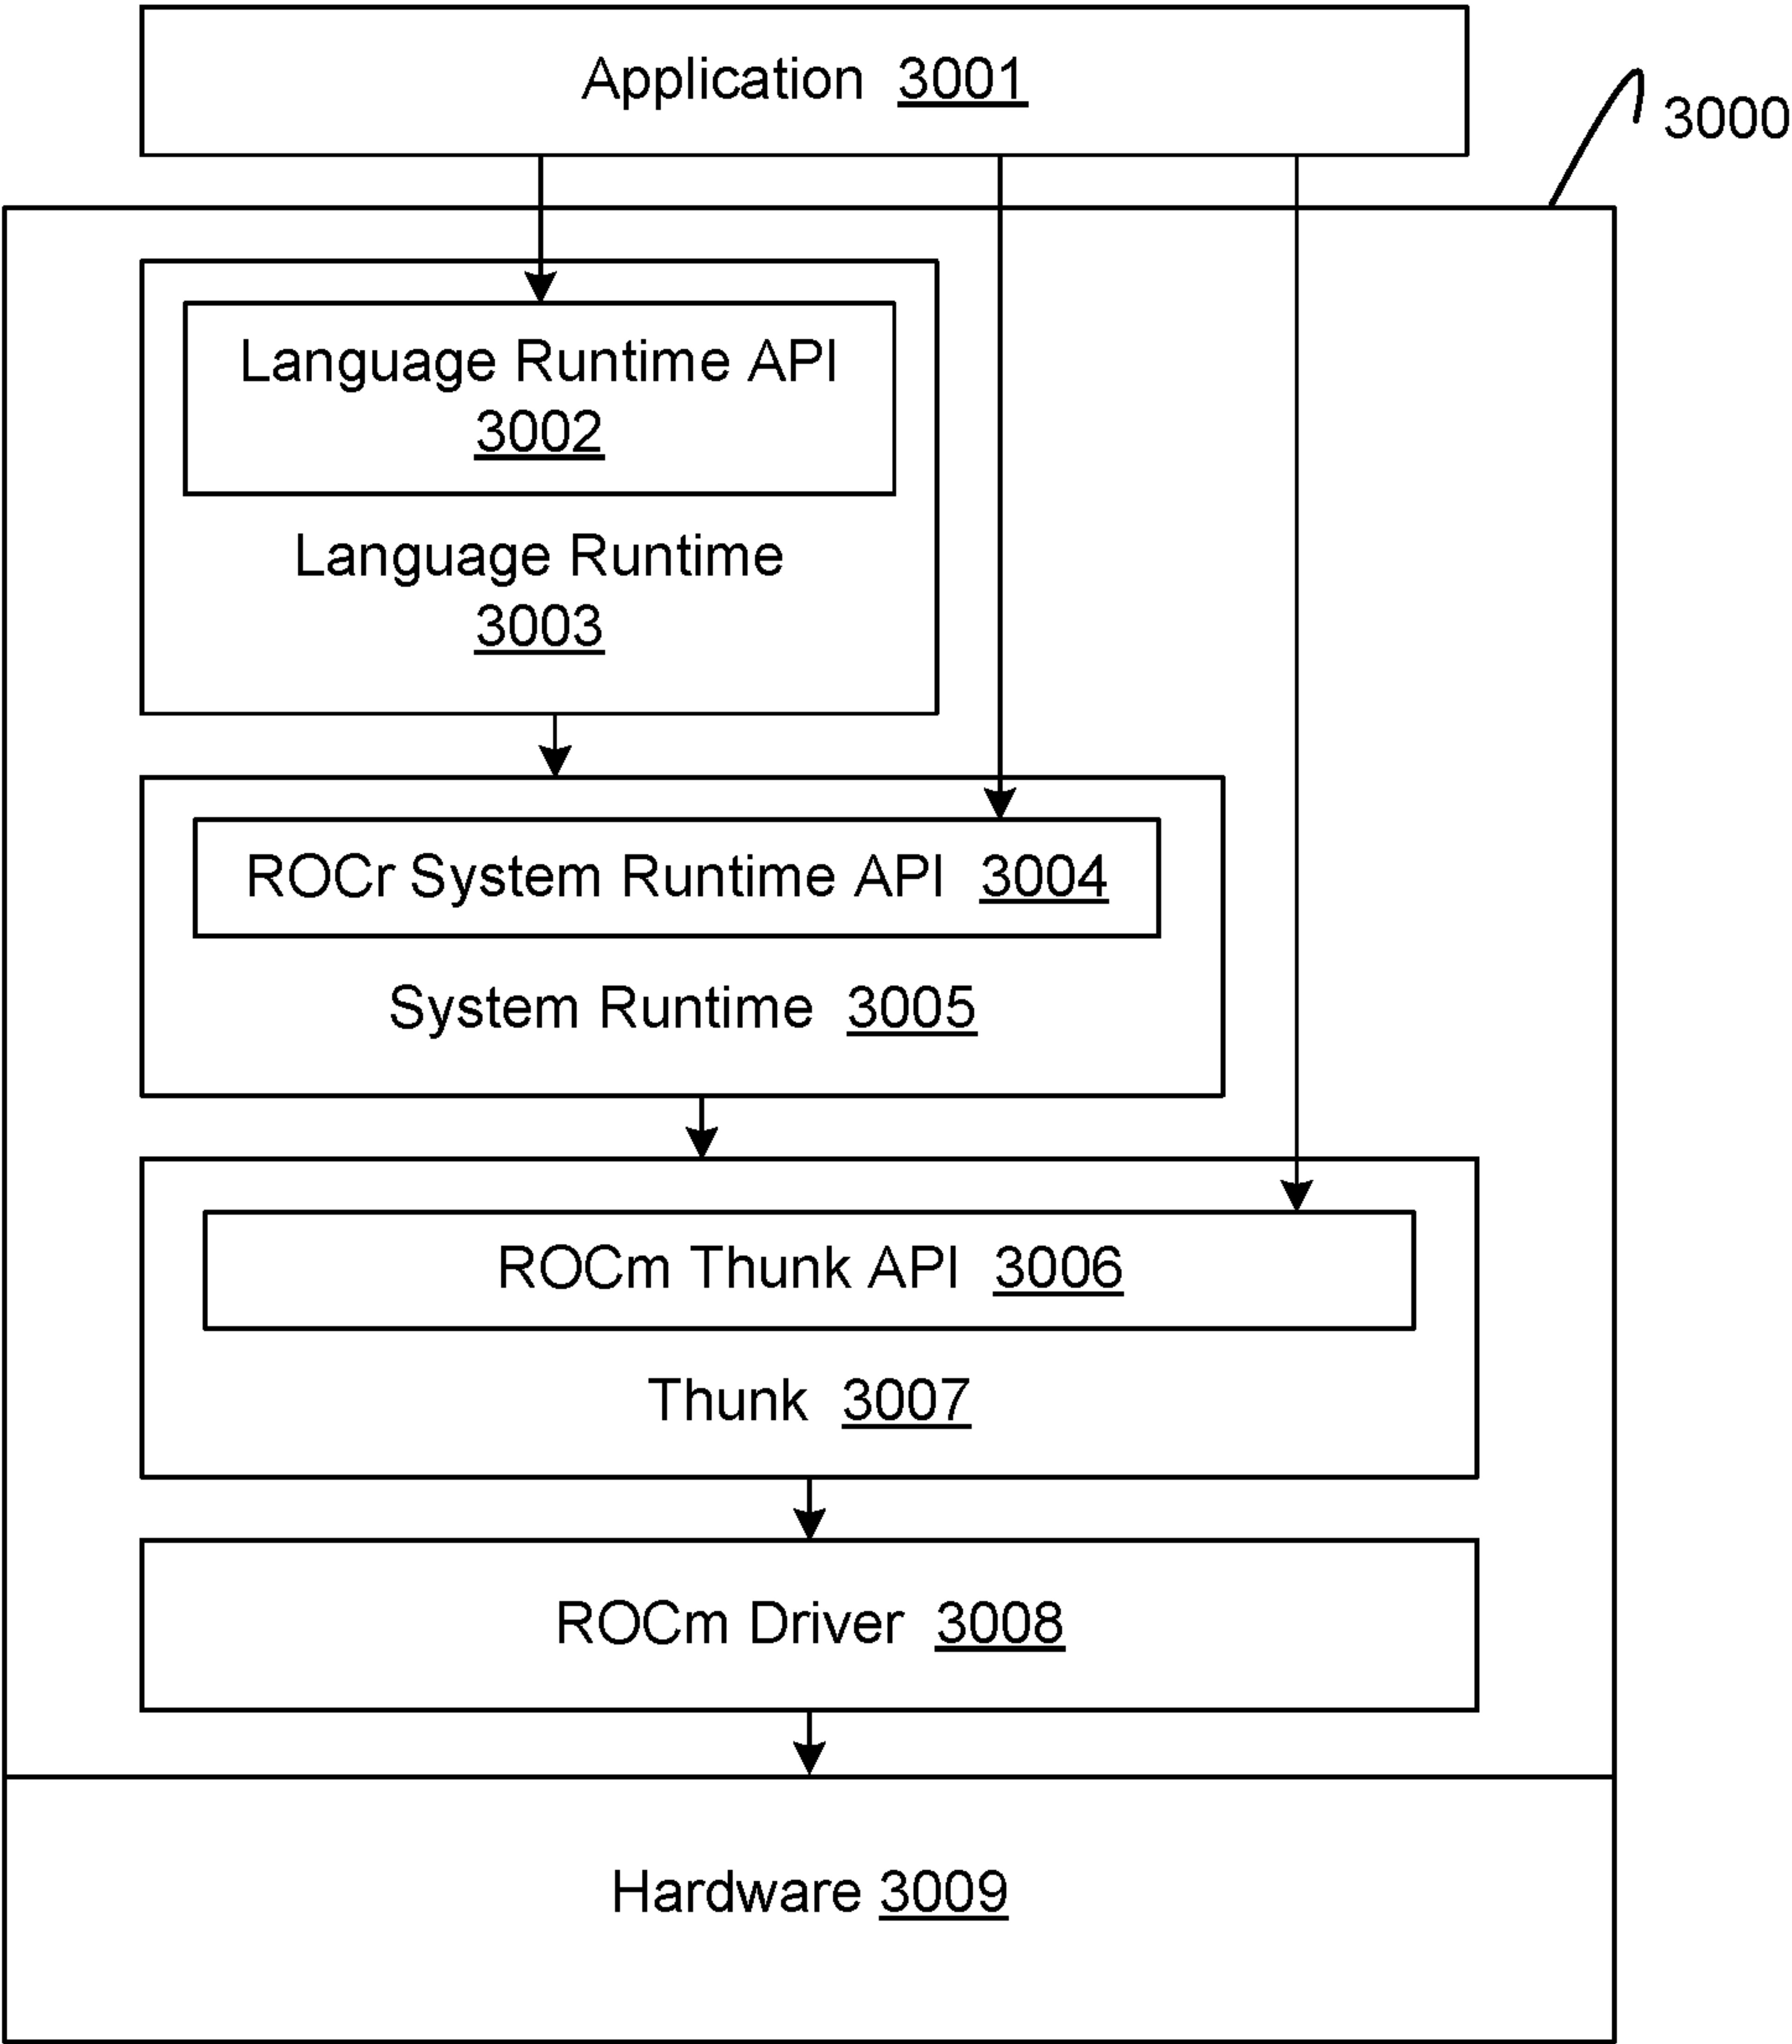 Application 3001
3000
Language Runtime API
3002
Language Runtime
3003
ROCr System Runtime API 3004
System Runtime 3005
ROCm Thunk API 3006
Thunk 3007
ROCm Driver 3008
Hardware 3009